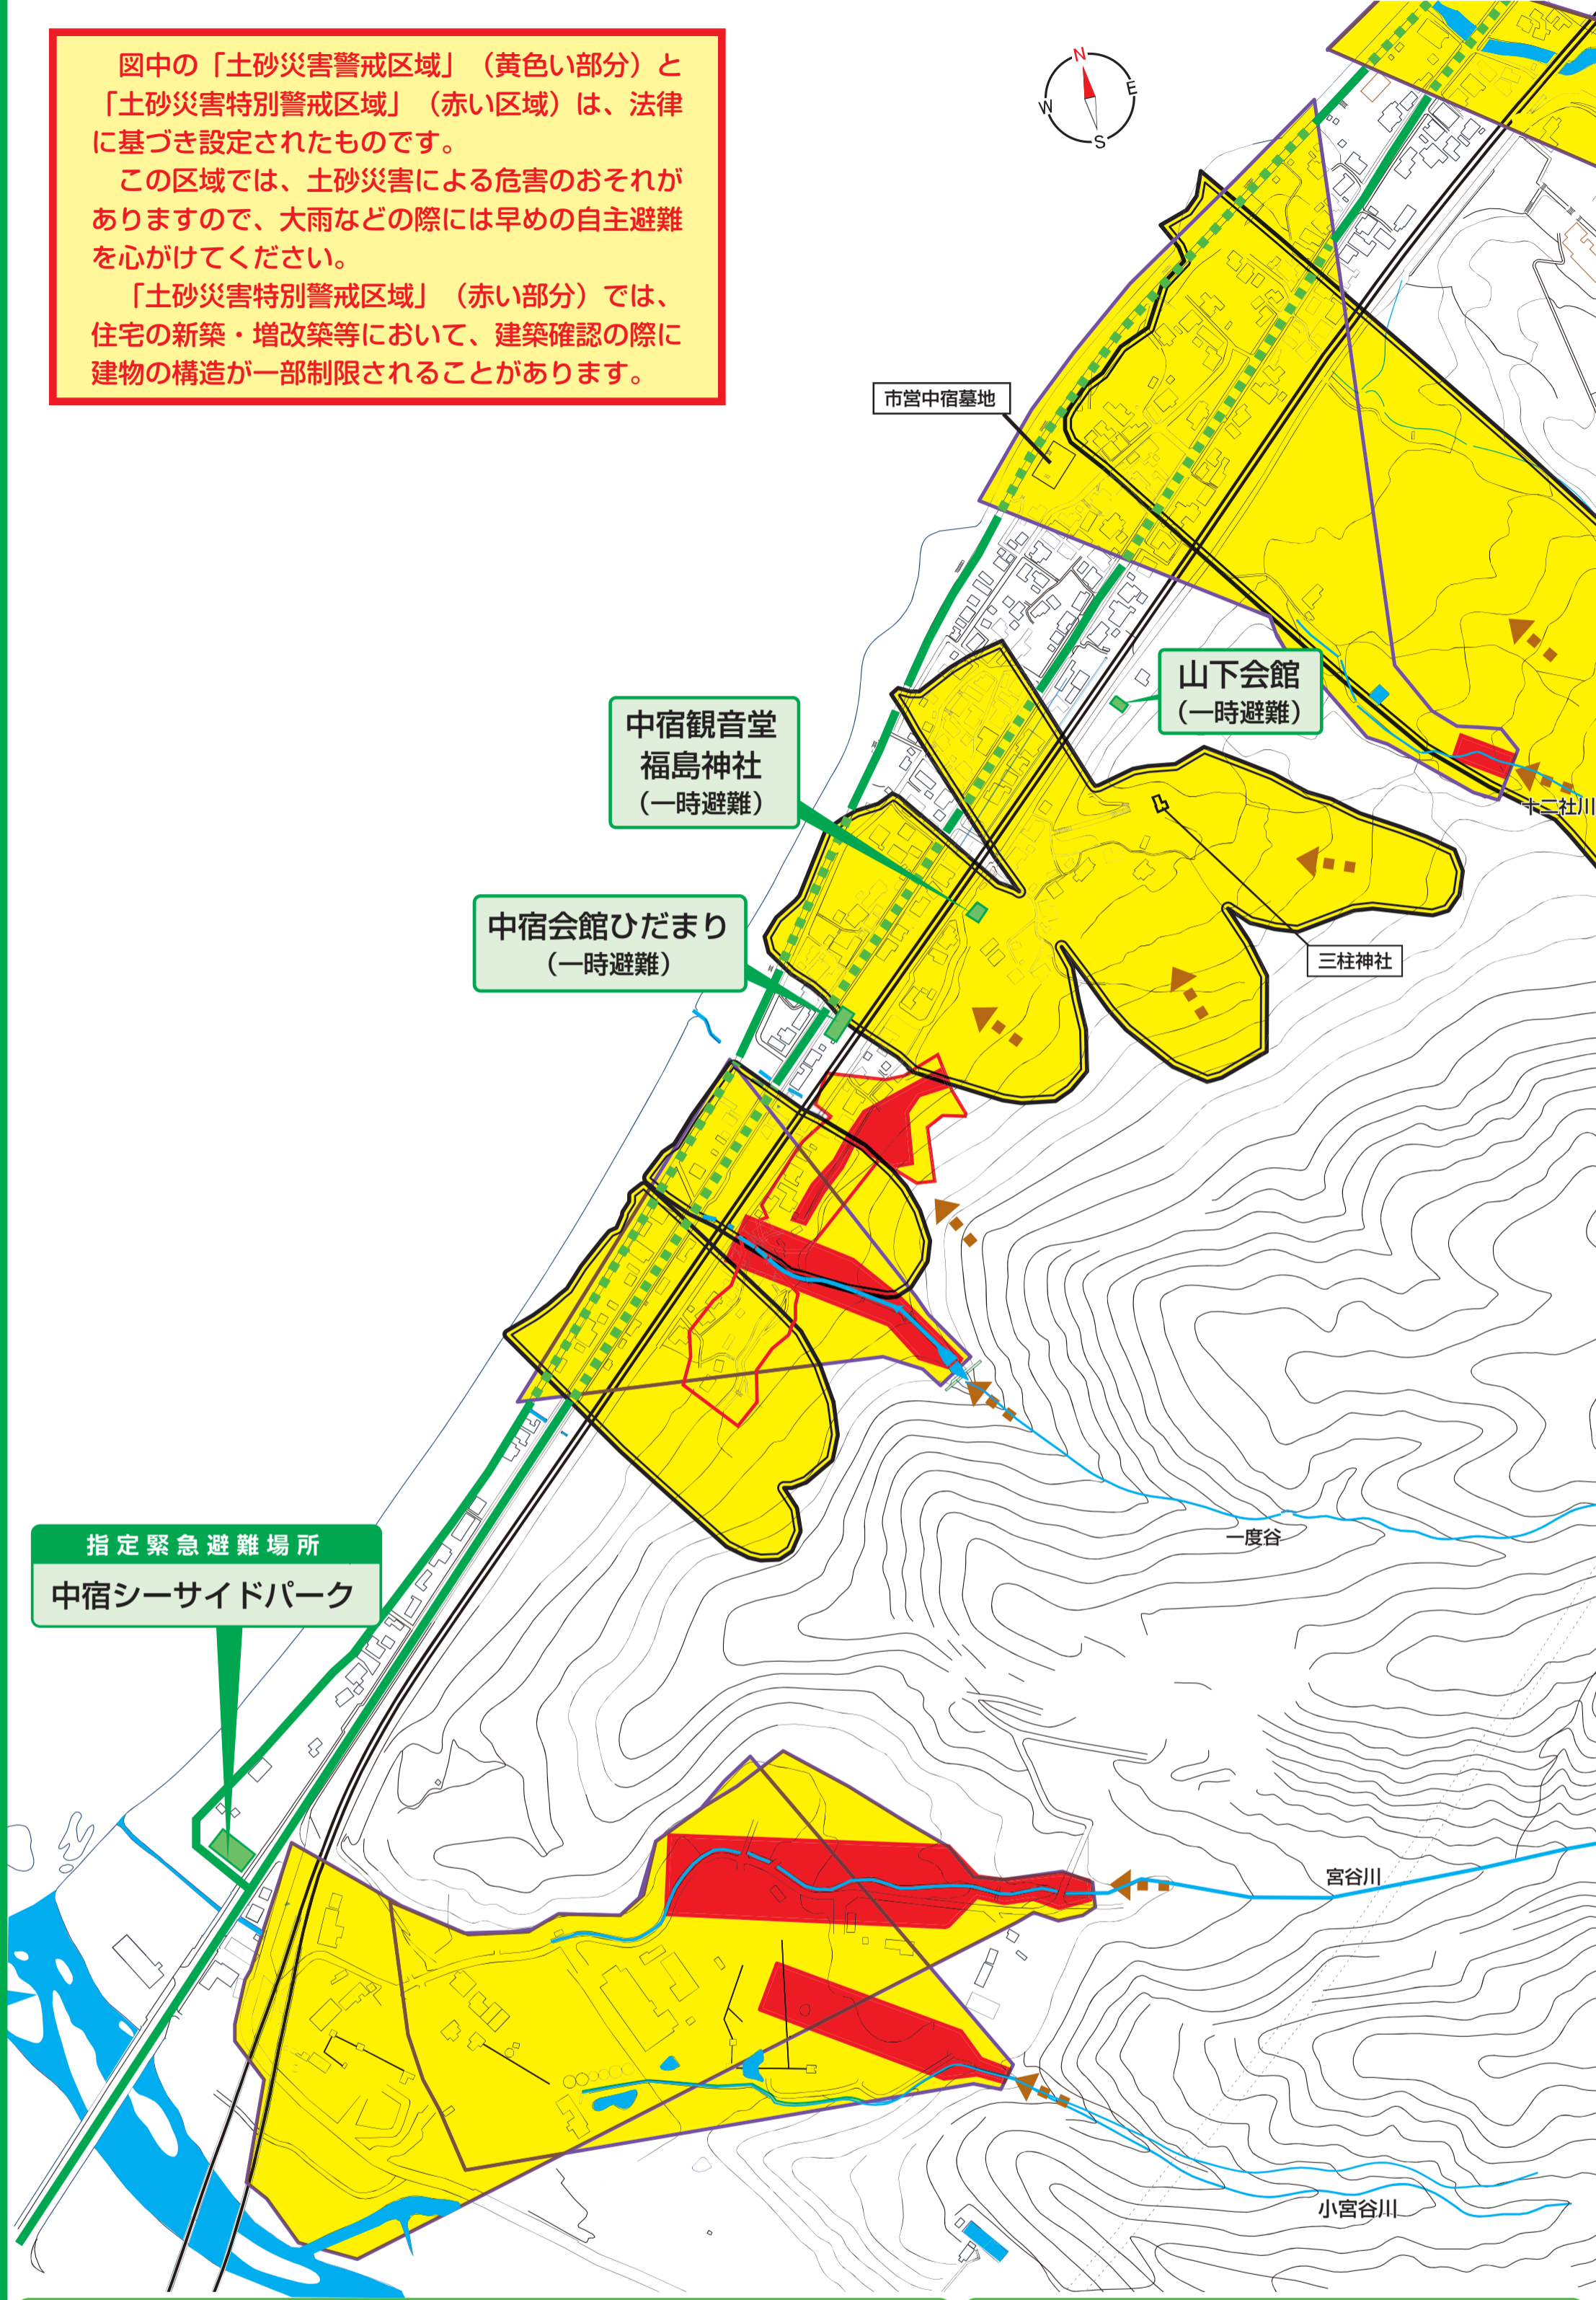 図中の「土砂災害警戒区域」（黄色い部分）と
「土砂災害特別警戒区域」（赤い区域）は、法律
に基づき設定されたものです。
この区域では、土砂災害による危害のおそれが
ありますので、大雨などの際には早めの自主避難
を心がけてください。
「土砂災害特別警戒区域」（赤い部分）では、
住宅の新築・増改築等において、建築確認の際に
建物の構造が一部制限されることがあります。
N
E
W
S
市営中宿墓地
山下会館
（一時避難）
中宿観音堂
福島神社
（一時避難）
十二社川
中宿会館ひだまり
（一時避難）
三柱神社
一度谷
指定緊急避難場所
中宿シーサイドパーク
宮谷川
小宮谷川